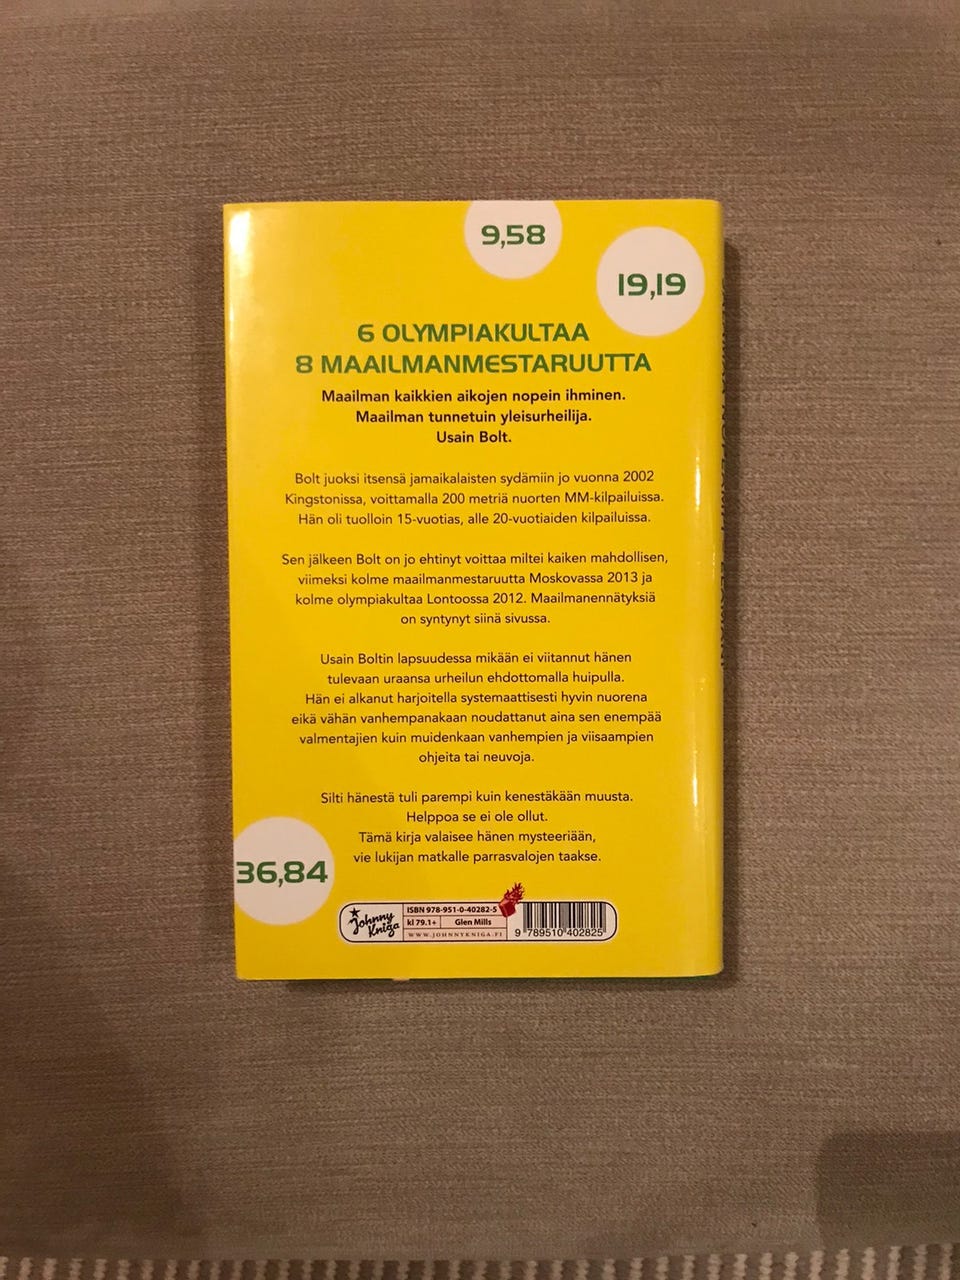 9,58
19,19
6 OLYMPIAKULTAA
8 MAAILMANMESTARUUTTA
Maailman kaikkien aikojen nopein ihminen.
Maailman tunnetuin yleisurheilija.
Usain Bolt.
Bolt juoksi itsensä jamaikalaisten sydämiin jo vuonna 2002
Kingstonissa, voittamalla 200 metriä nuorten MM-kilpailuissa.
Hän oli tuolloin 15-vuotias, alle 20-vuotiaiden kilpailuissa.
Sen jälkeen Bolt on jo ehtinyt voittaa miltei kaiken mahdollisen,
viimeksi kolme maailmanmestaruutta Moskovassa 2013 ja
kolme olympiakultaa Lontoossa 2012. Maailmanennätyksiä
on syntynyt siinä sivussa.
Usain Boltin lapsuudessa mikään ei viitannut hänen
tulevaan uraansa urheilun ehdottomalla huipulla.
Hän ei alkanut harjoitella systemaattisesti hyvin nuorena
eikä vähän vanhempanakaan noudattanut aina sen enempää
valmentajien kuin muidenkaan vanhempien ja viisaampien
ohjeita tai neuvoja.
Silti hänestä tuli parempi kuin kenestäkään muusta.
Helppoa se ei ole ollut.
Tämä kirja valaisee hänen mysteeriään,
vie lukijan matkalle parrasvalojen taakse.
36,84
Johnny
Kniga
ISBN 978-951-0-40282-5
kl 79.1+ Glen Mills
WWW.JOHNNYKNIGA.FI
9 789510 402825